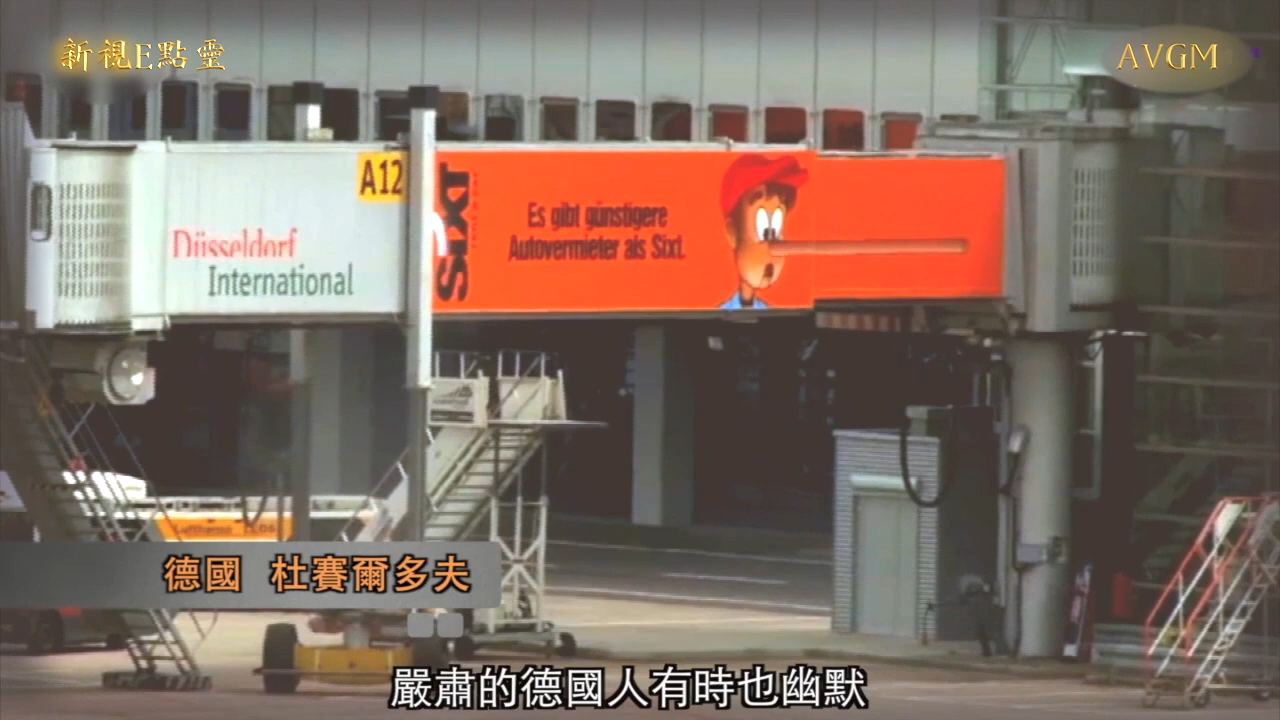 新視E點靈
AVGM
A12
Düsseldorf
International
Sixt
Es gibt günstigere
Autovermieter als Sixt.
Lufthansa
德國 杜賽爾多夫
嚴肅的德國人有時也幽默